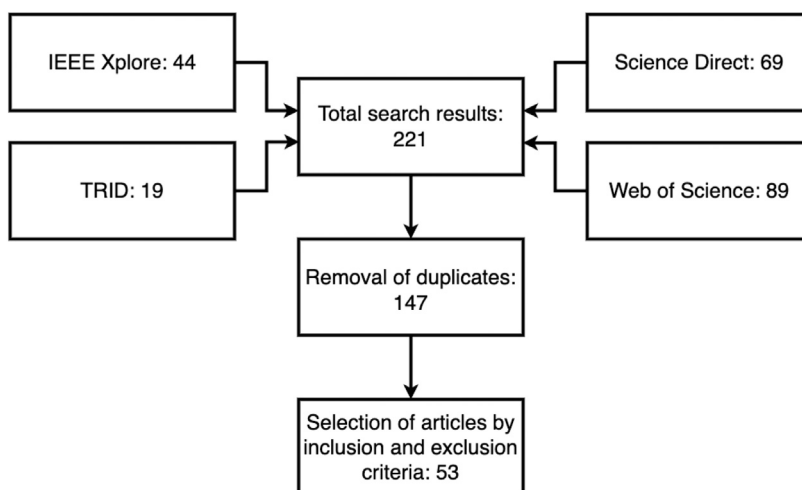 IEEE Xplore: 44
Science Direct: 69
Total search results:
221
TRID: 19
Web of Science: 89
Removal of duplicates:
147
Selection of articles by
inclusion and exclusion
criteria: 53